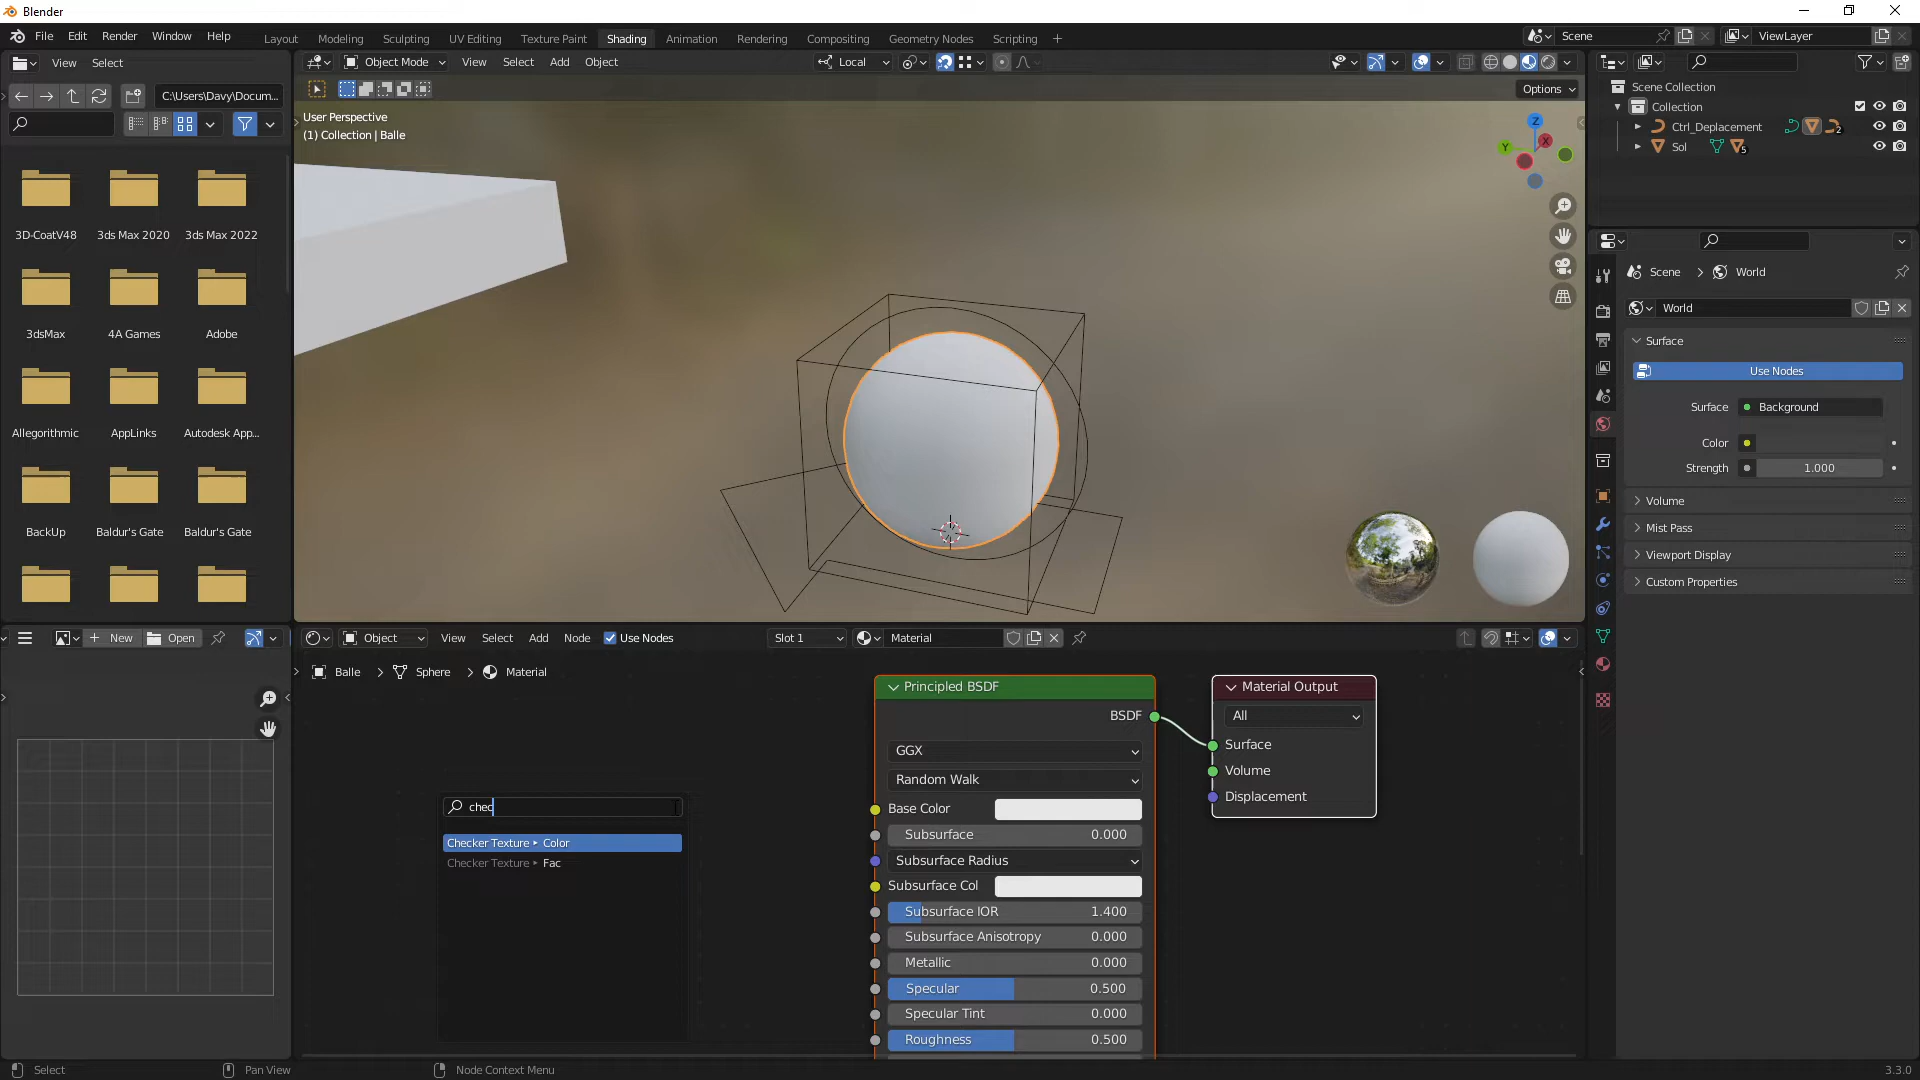 Blender
File Edit Render Window Help
Layout Modeling Sculpting UV Editing Texture Paint Shading Animation Rendering Compositing Geometry Nodes Scripting +
Scene
ViewLayer
View Select
C:\Users\Davy\Docum...
3D-CoatV48 3ds Max 2020 3ds Max 2022
3dsMax 4A Games Adobe
Allegorithmic AppLinks Autodesk App...
BackUp Baldur's Gate Baldur's Gate
Object Mode View Select Add Object
Local
Options
User Perspective
(1) Collection | Balle
Z
X
Y
Scene Collection
Collection
Ctrl_Deplacement 2
Sol 5
Scene > World
World
Surface
Use Nodes
Surface Background
Color
Strength 1.000
Volume
Mist Pass
Viewport Display
Custom Properties
New Open
Object View Select Add Node Use Nodes Slot 1 Material
Balle > Sphere > Material
chec
Checker Texture ▸ Color
Checker Texture ▸ Fac
Principled BSDF
BSDF
GGX
Random Walk
Base Color
Subsurface 0.000
Subsurface Radius
Subsurface Col
Subsurface IOR 1.400
Subsurface Anisotropy 0.000
Metallic 0.000
Specular 0.500
Specular Tint 0.000
Roughness 0.500
Material Output
All
Surface
Volume
Displacement
Select Pan View Node Context Menu
3.3.0